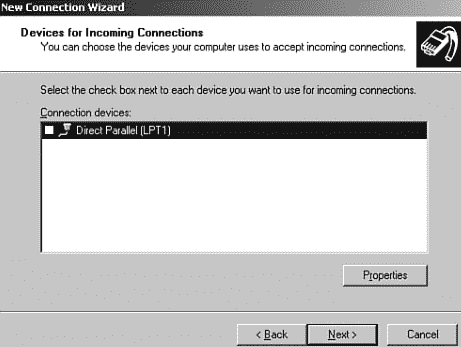 New Connection Wizard
Devices for Incoming Connections
You can choose the devices your computer uses to accept incoming connections.
Select the check box next to each device you want to use for incoming connections.
Connection devices:
Direct Parallel (LPT1)
Properties
< Back
Next >
Cancel